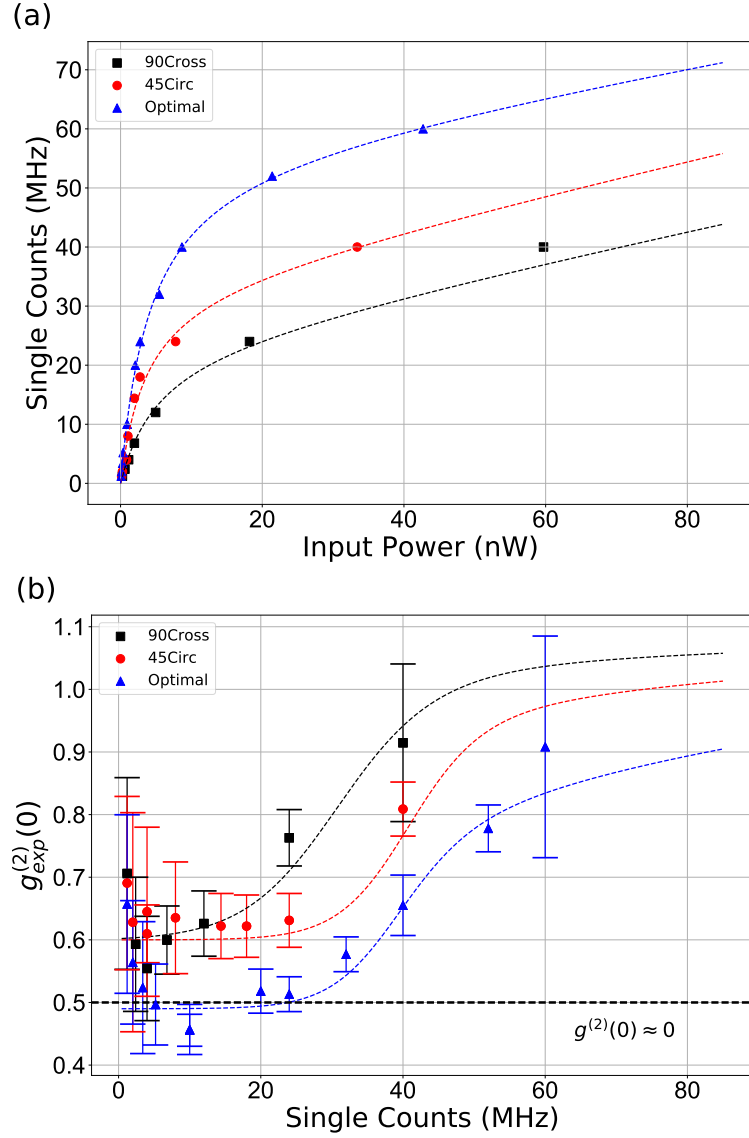 (a)
90Cross
45Circ
Optimal
Single Counts (MHz)
70
60
50
40
30
20
10
0
0 20 40 60 80
Input Power (nW)
(b)
90Cross
45Circ
Optimal
g_{exp}^{(2)}(0)
1.1
1.0
0.9
0.8
0.7
0.6
0.5
0.4
g^{(2)}(0) ≈ 0
0 20 40 60 80
Single Counts (MHz)